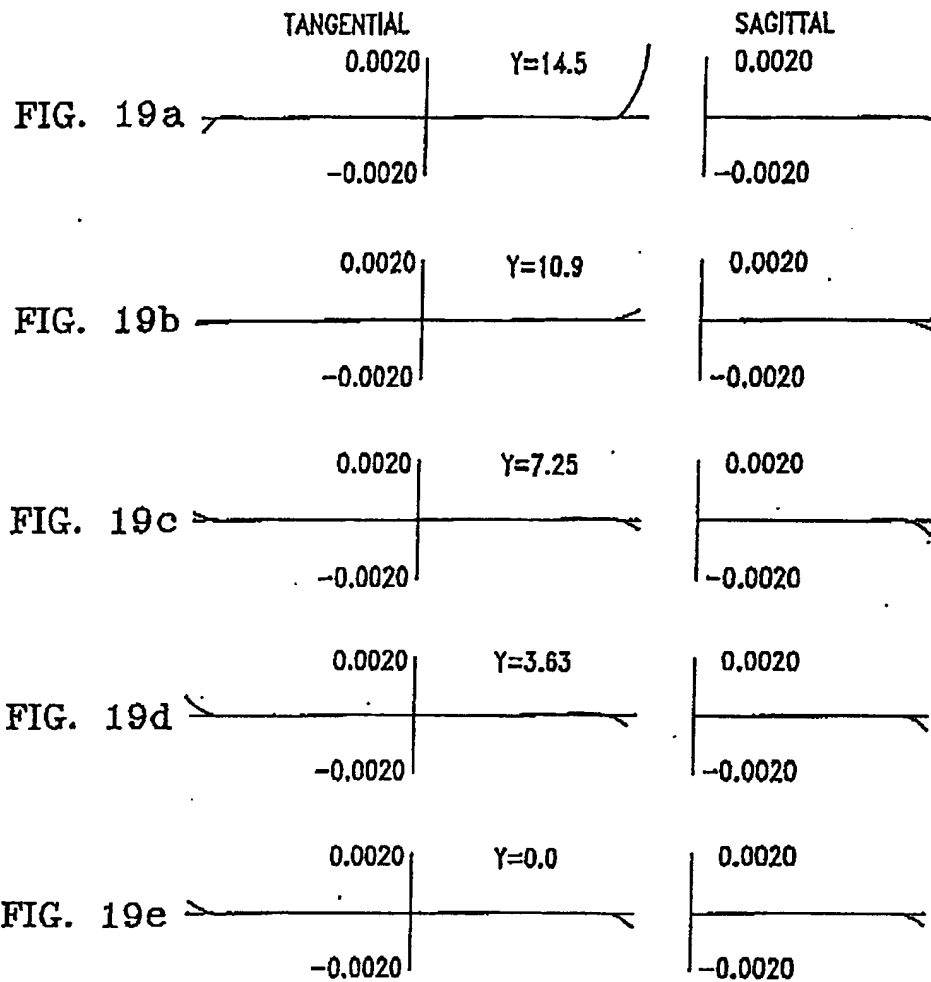 TANGENTIAL SAGITTAL
0.0020 Y=14.5 0.0020
FIG. 19a
-0.0020 -0.0020
0.0020 Y=10.9 0.0020
FIG. 19b
-0.0020 -0.0020
0.0020 Y=7.25 0.0020
FIG. 19c
-0.0020 -0.0020
0.0020 Y=3.63 0.0020
FIG. 19d
-0.0020 -0.0020
0.0020 Y=0.0 0.0020
FIG. 19e
-0.0020 -0.0020